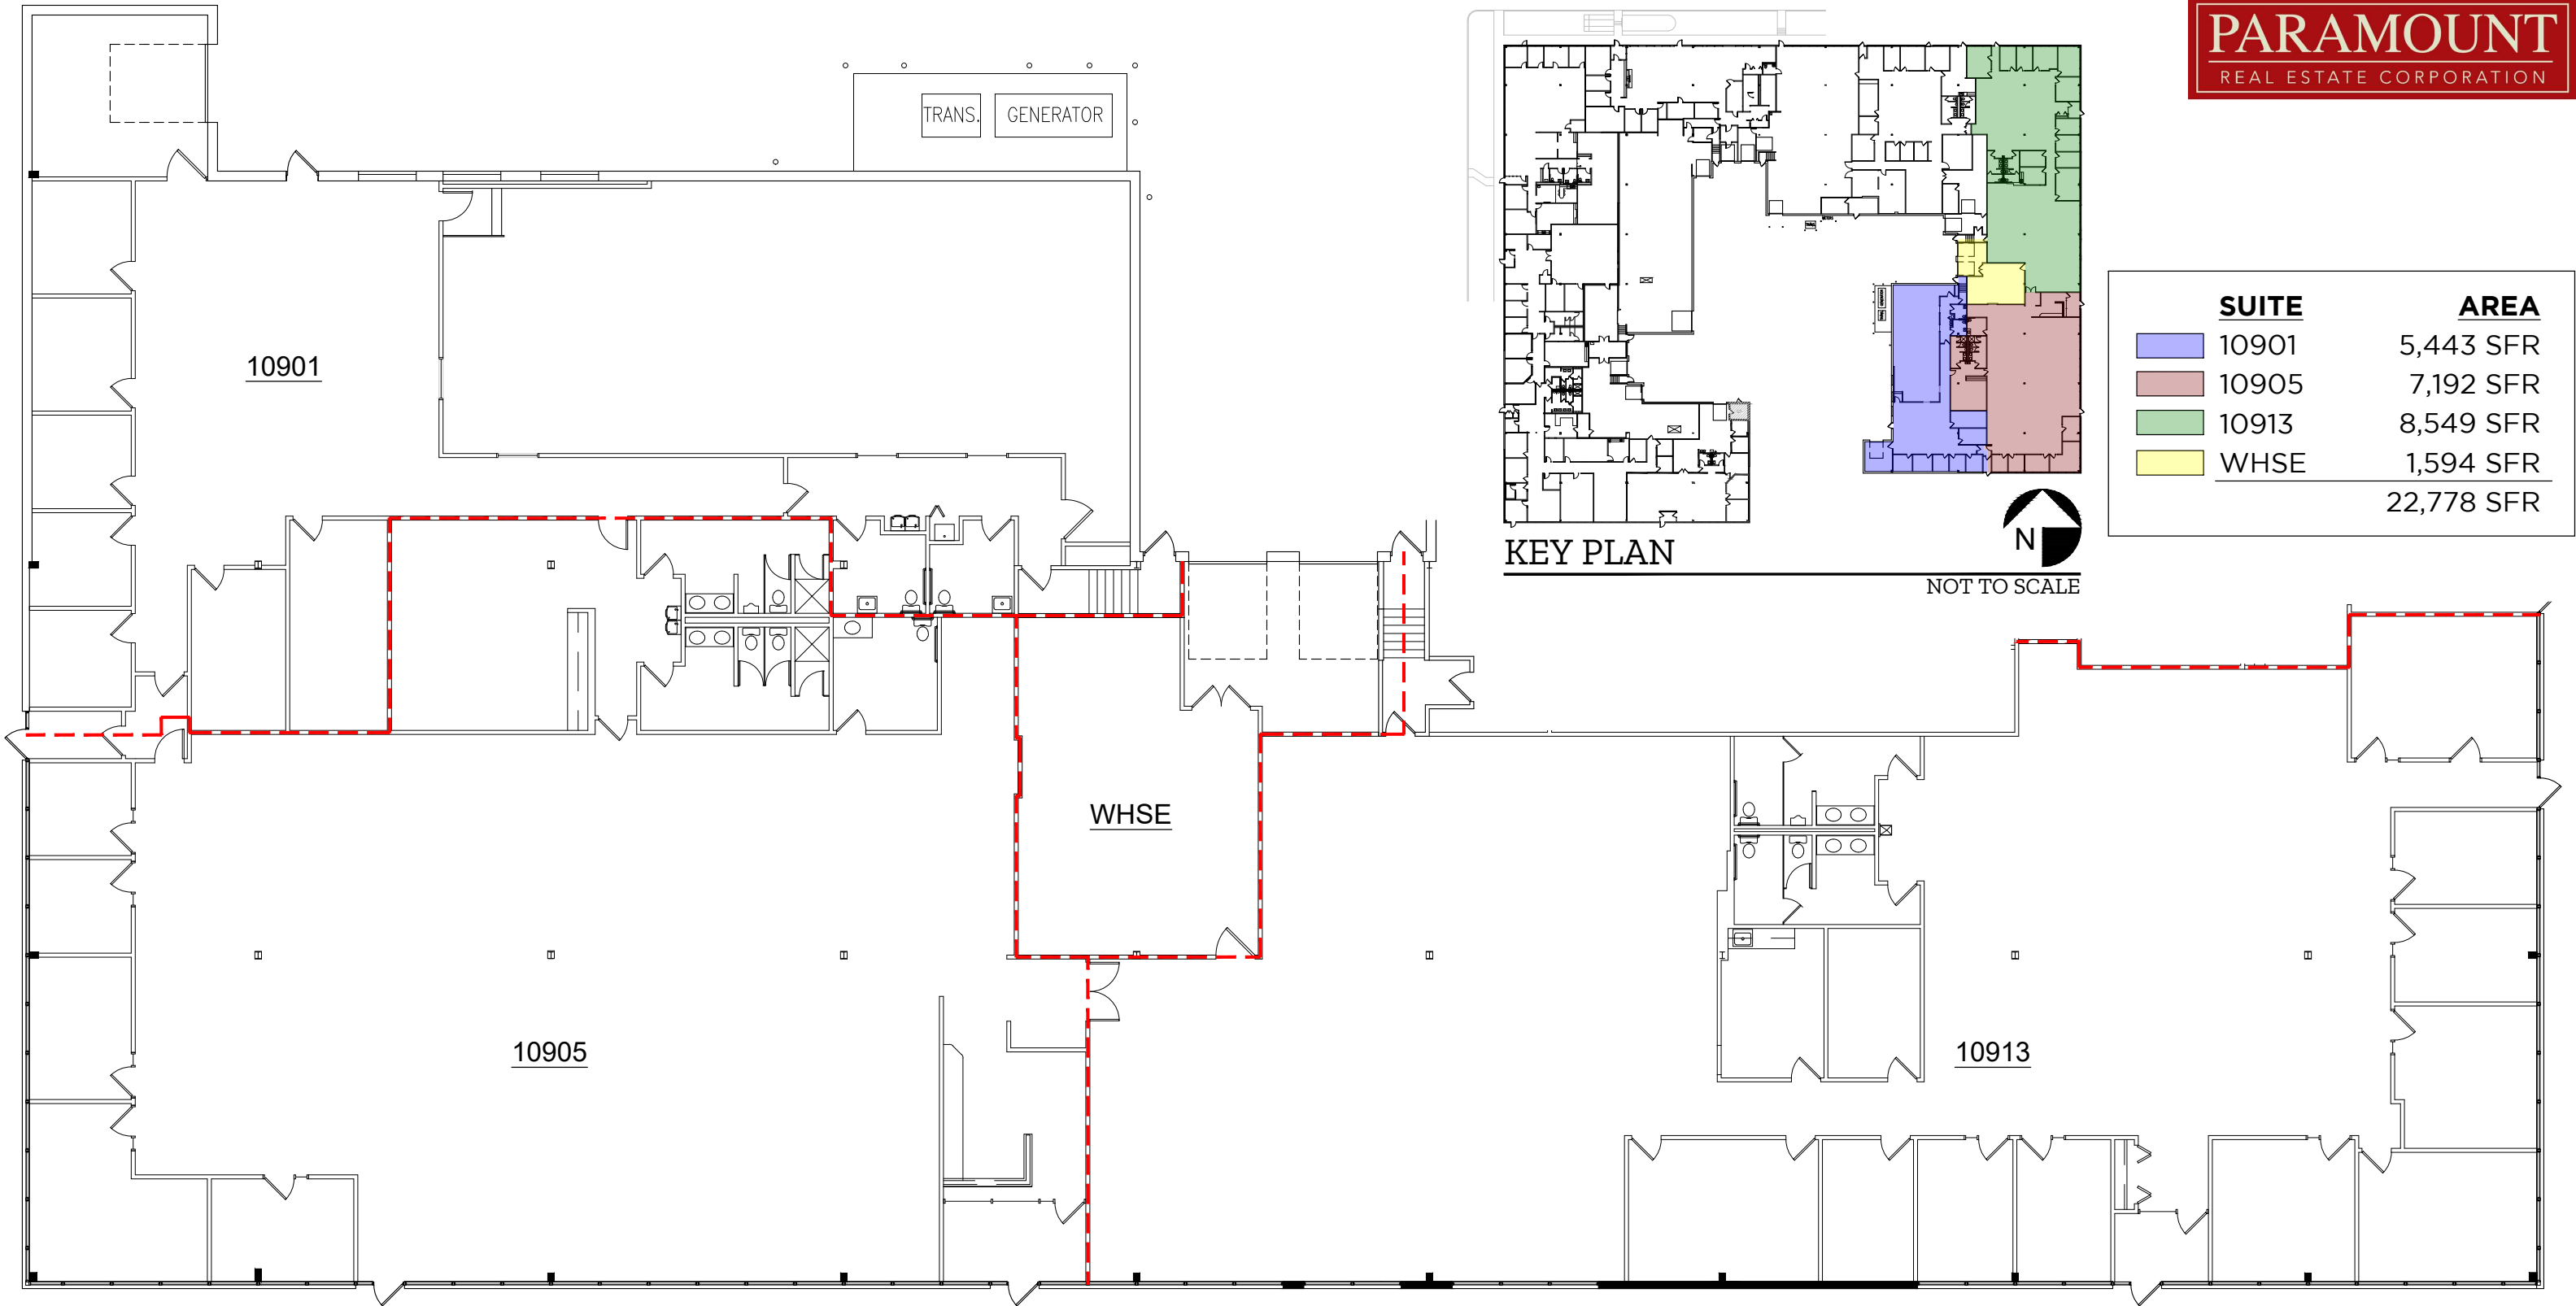 PARAMOUNT
REAL ESTATE CORPORATION
TRANS.
GENERATOR
SUITE AREA
10901 5,443 SFR
10905 7,192 SFR
10913 8,549 SFR
WHSE 1,594 SFR
22,778 SFR
N
KEY PLAN
NOT TO SCALE
10901
WHSE
10905
10913